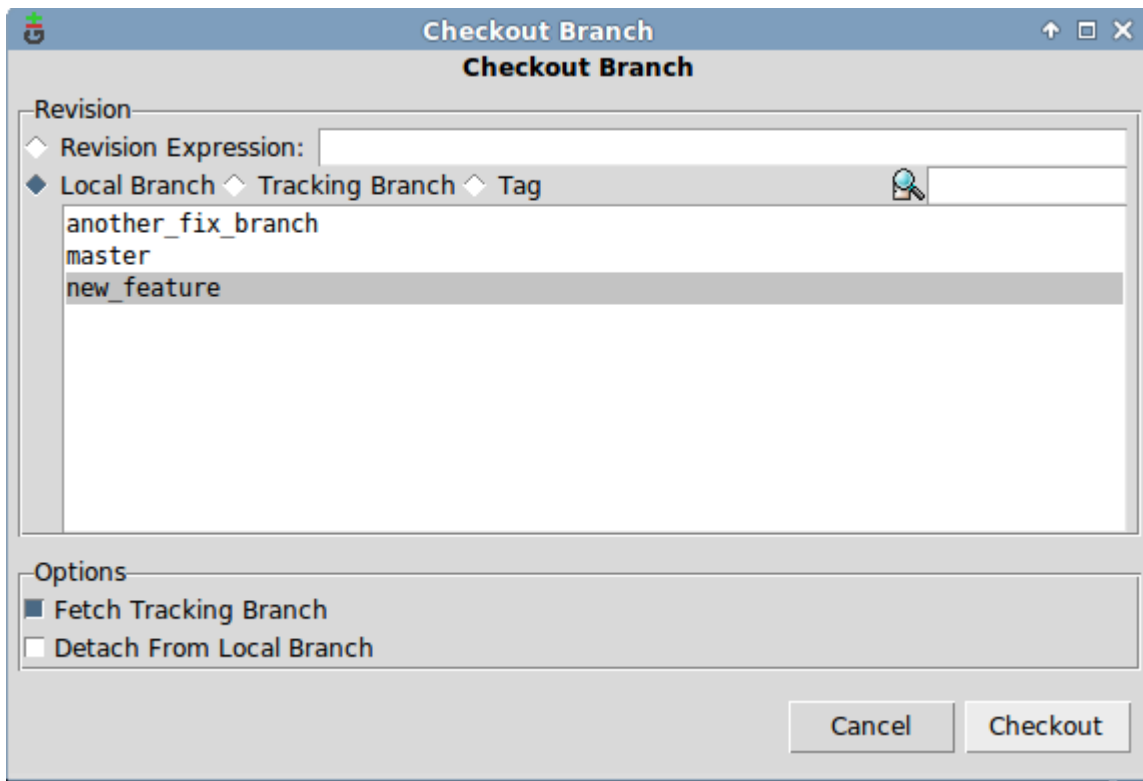 Checkout Branch
Checkout Branch
Revision
Revision Expression:
Local Branch Tracking Branch Tag
another_fix_branch
master
new_feature
Options
Fetch Tracking Branch
Detach From Local Branch
Cancel Checkout